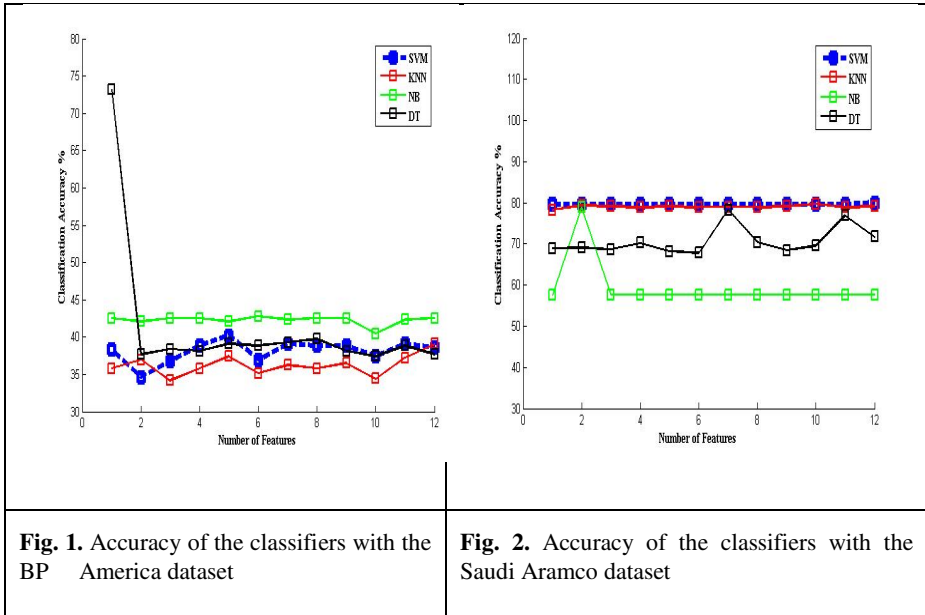 80
75
70
65
60
55
50
45
40
35
30
0
2
4
6
8
10
12
Classification Accuracy %
Number of Features
SVM
KNN
NB
DT
120
110
100
90
80
70
60
50
40
30
0
2
4
6
8
10
12
Classification Accuracy %
Number of Features
SVM
KNN
NB
DT
Fig. 1. Accuracy of the classifiers with the
BP America dataset
Fig. 2. Accuracy of the classifiers with the
Saudi Aramco dataset